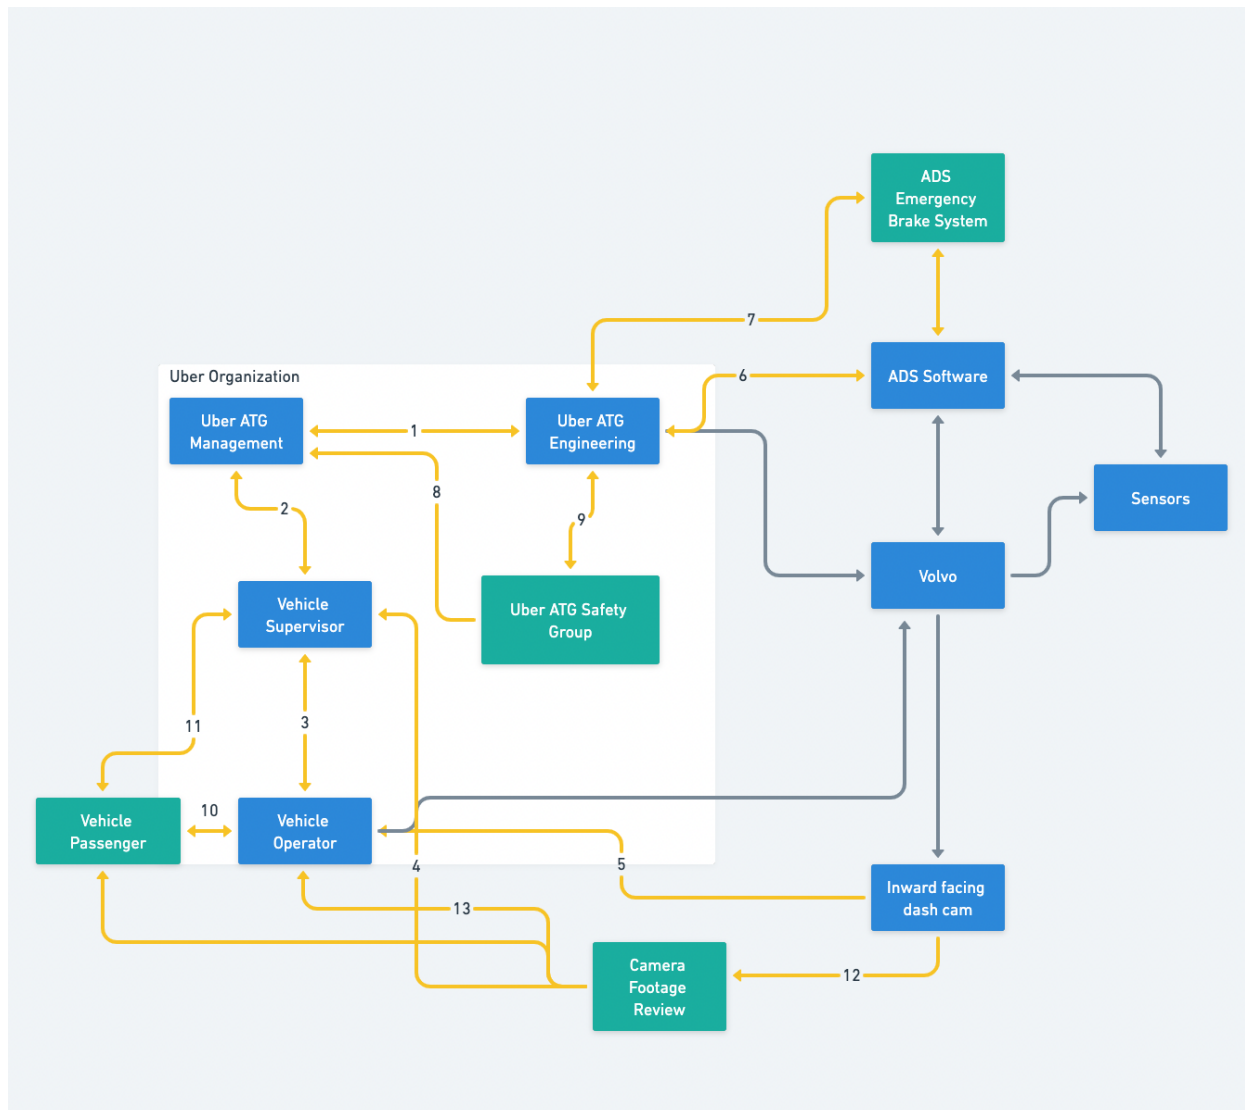 ADS
Emergency
Brake System
7
6
ADS Software
Uber Organization
Uber ATG
Management
1
Uber ATG
Engineering
8
2
9
Sensors
Volvo
Vehicle
Supervisor
Uber ATG Safety
Group
11
3
10
Vehicle
Passenger
Vehicle
Operator
4
5
Inward facing
dash cam
13
Camera
Footage
Review
12